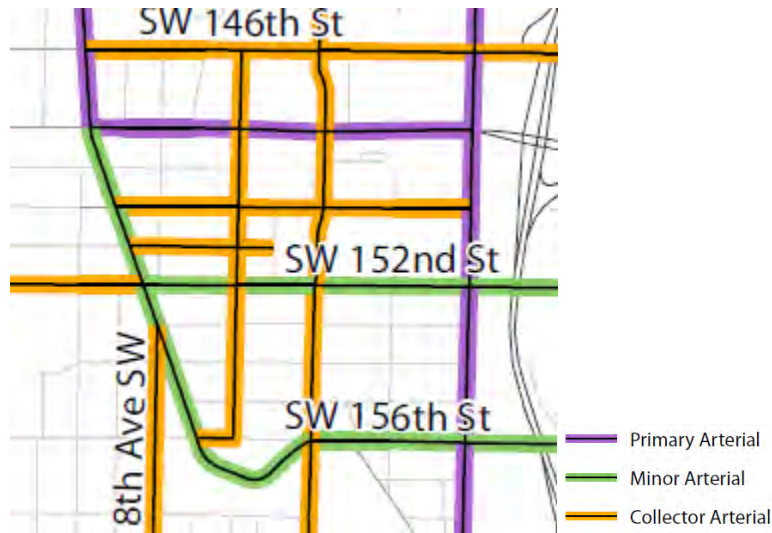 SW 146th St
SW 152nd St
8th Ave SW
SW 156th St
Primary Arterial
Minor Arterial
Collector Arterial